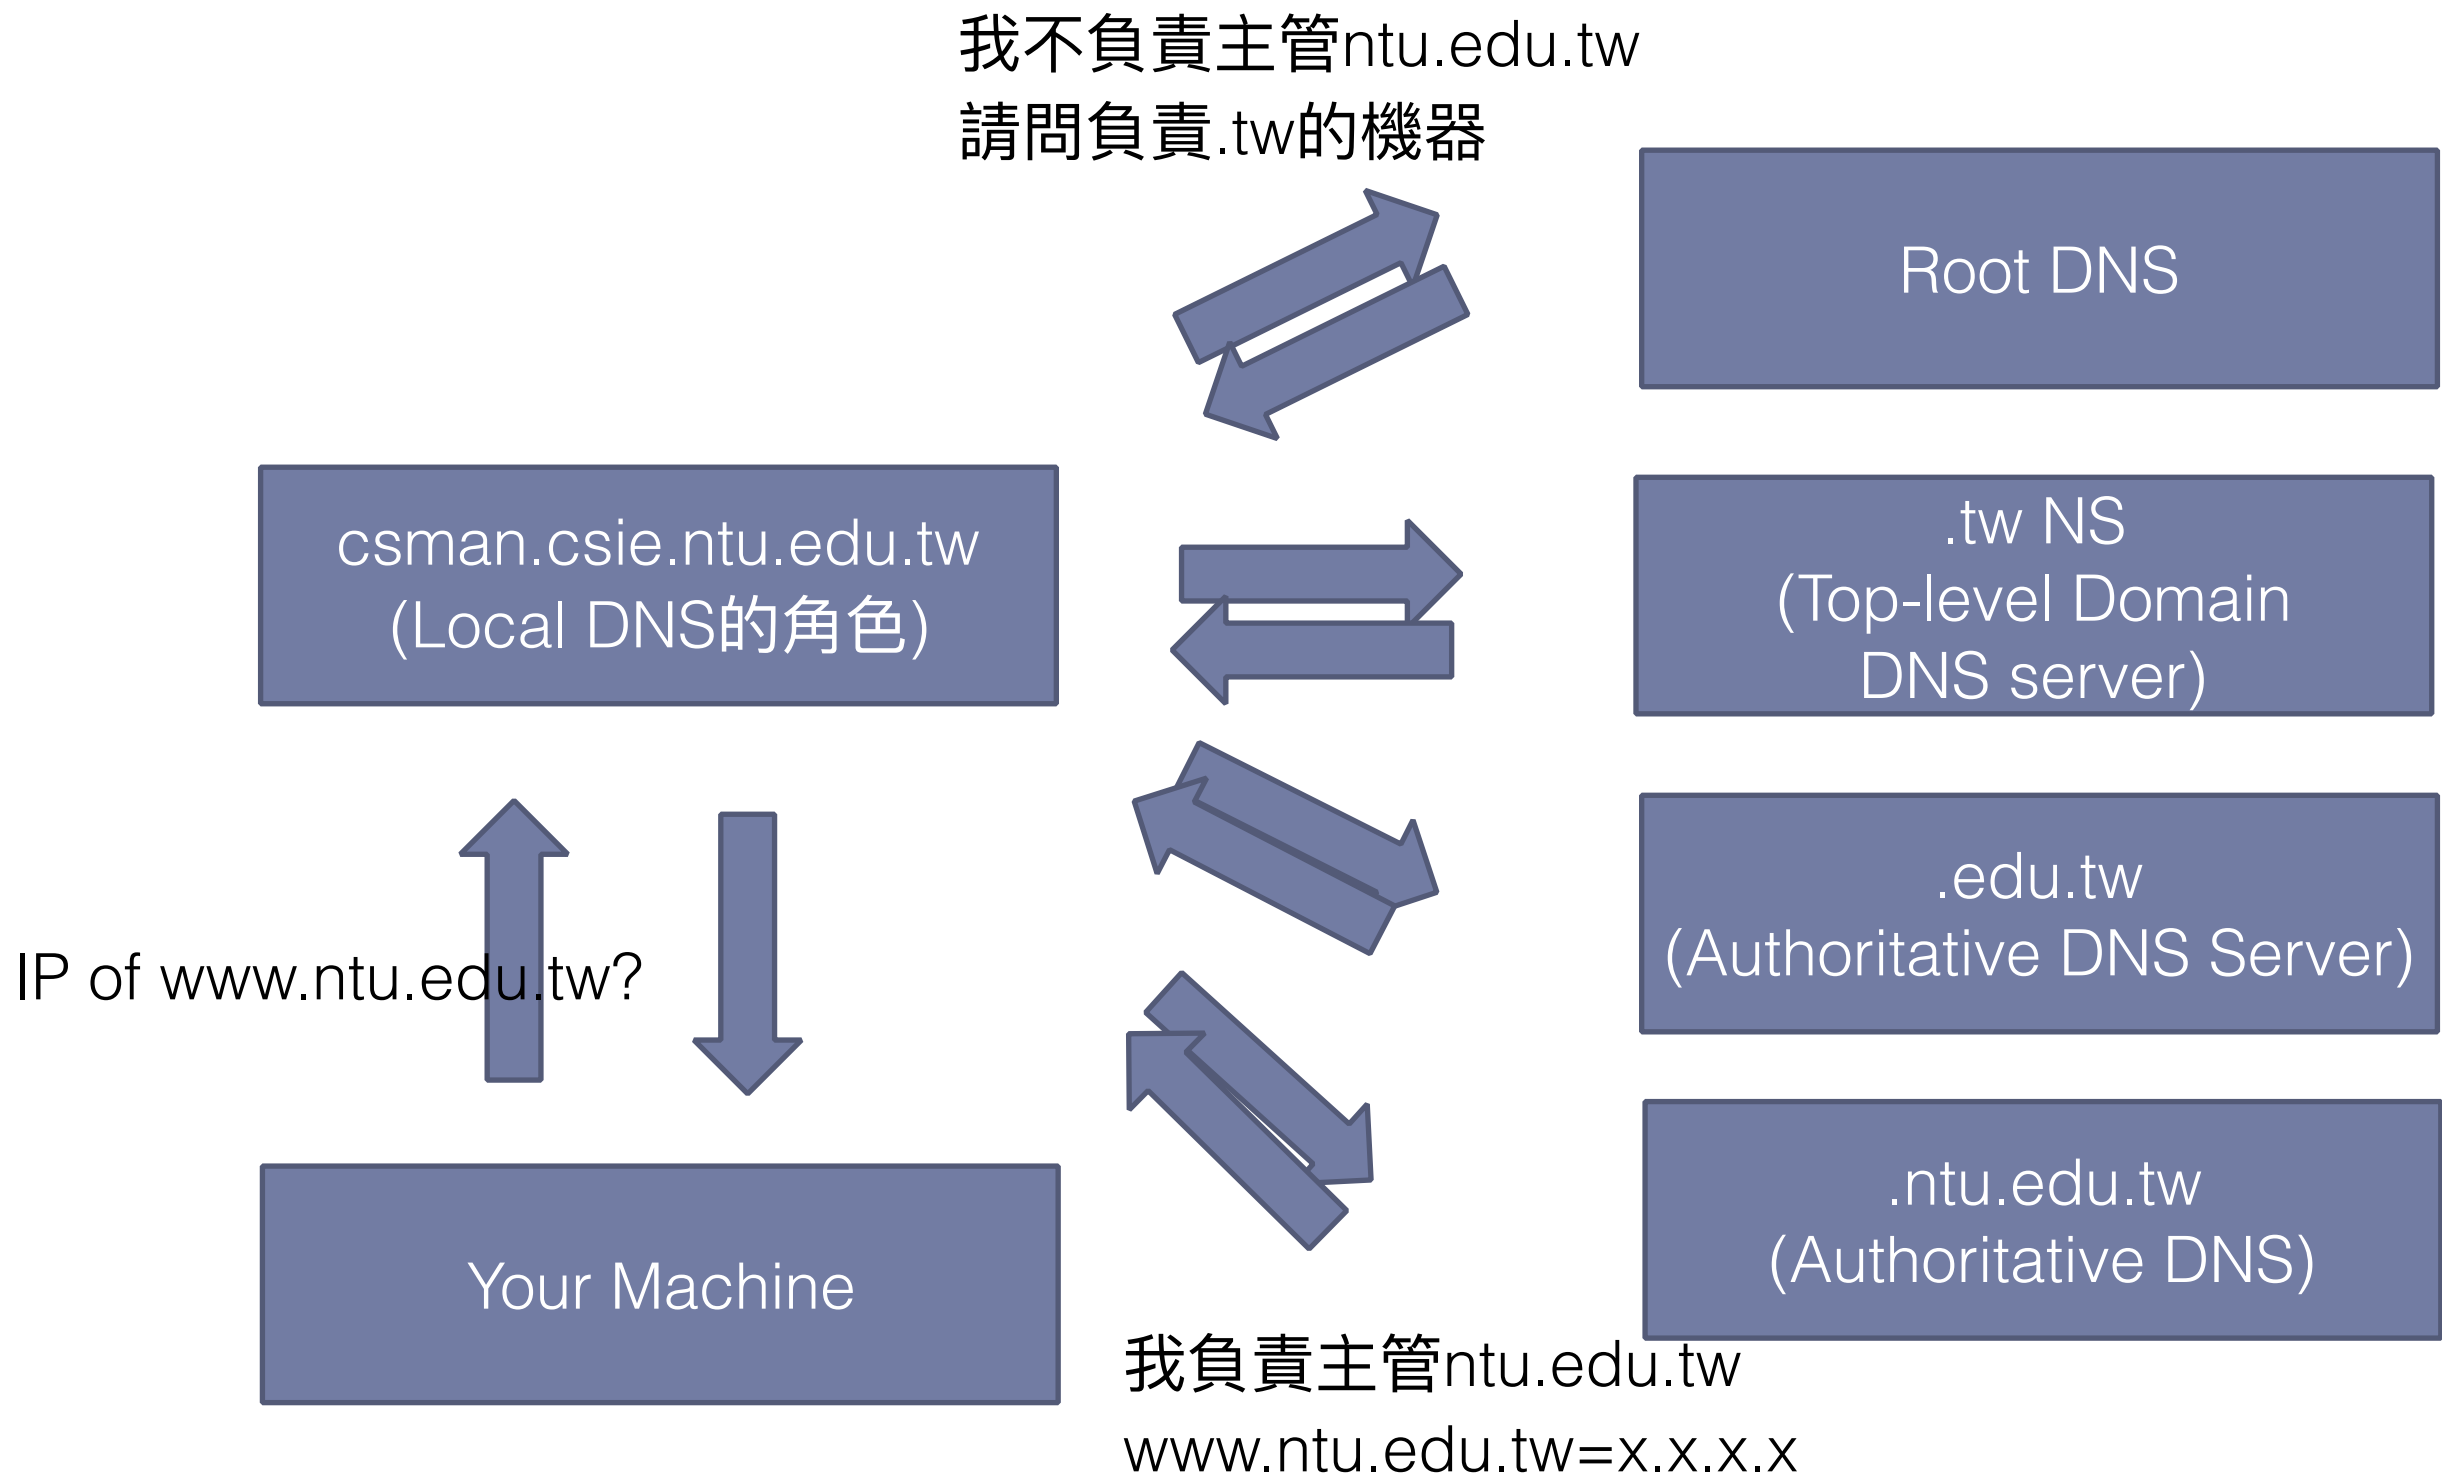 我不負責主管ntu.edu.tw
請問負責.tw的機器
Root DNS
csman.csie.ntu.edu.tw
(Local DNS的角色)
.tw NS
(Top-level Domain
DNS server)
.edu.tw
(Authoritative DNS Server)
IP of www.ntu.edu.tw?
.ntu.edu.tw
(Authoritative DNS)
Your Machine
我負責主管ntu.edu.tw
www.ntu.edu.tw=x.x.x.x